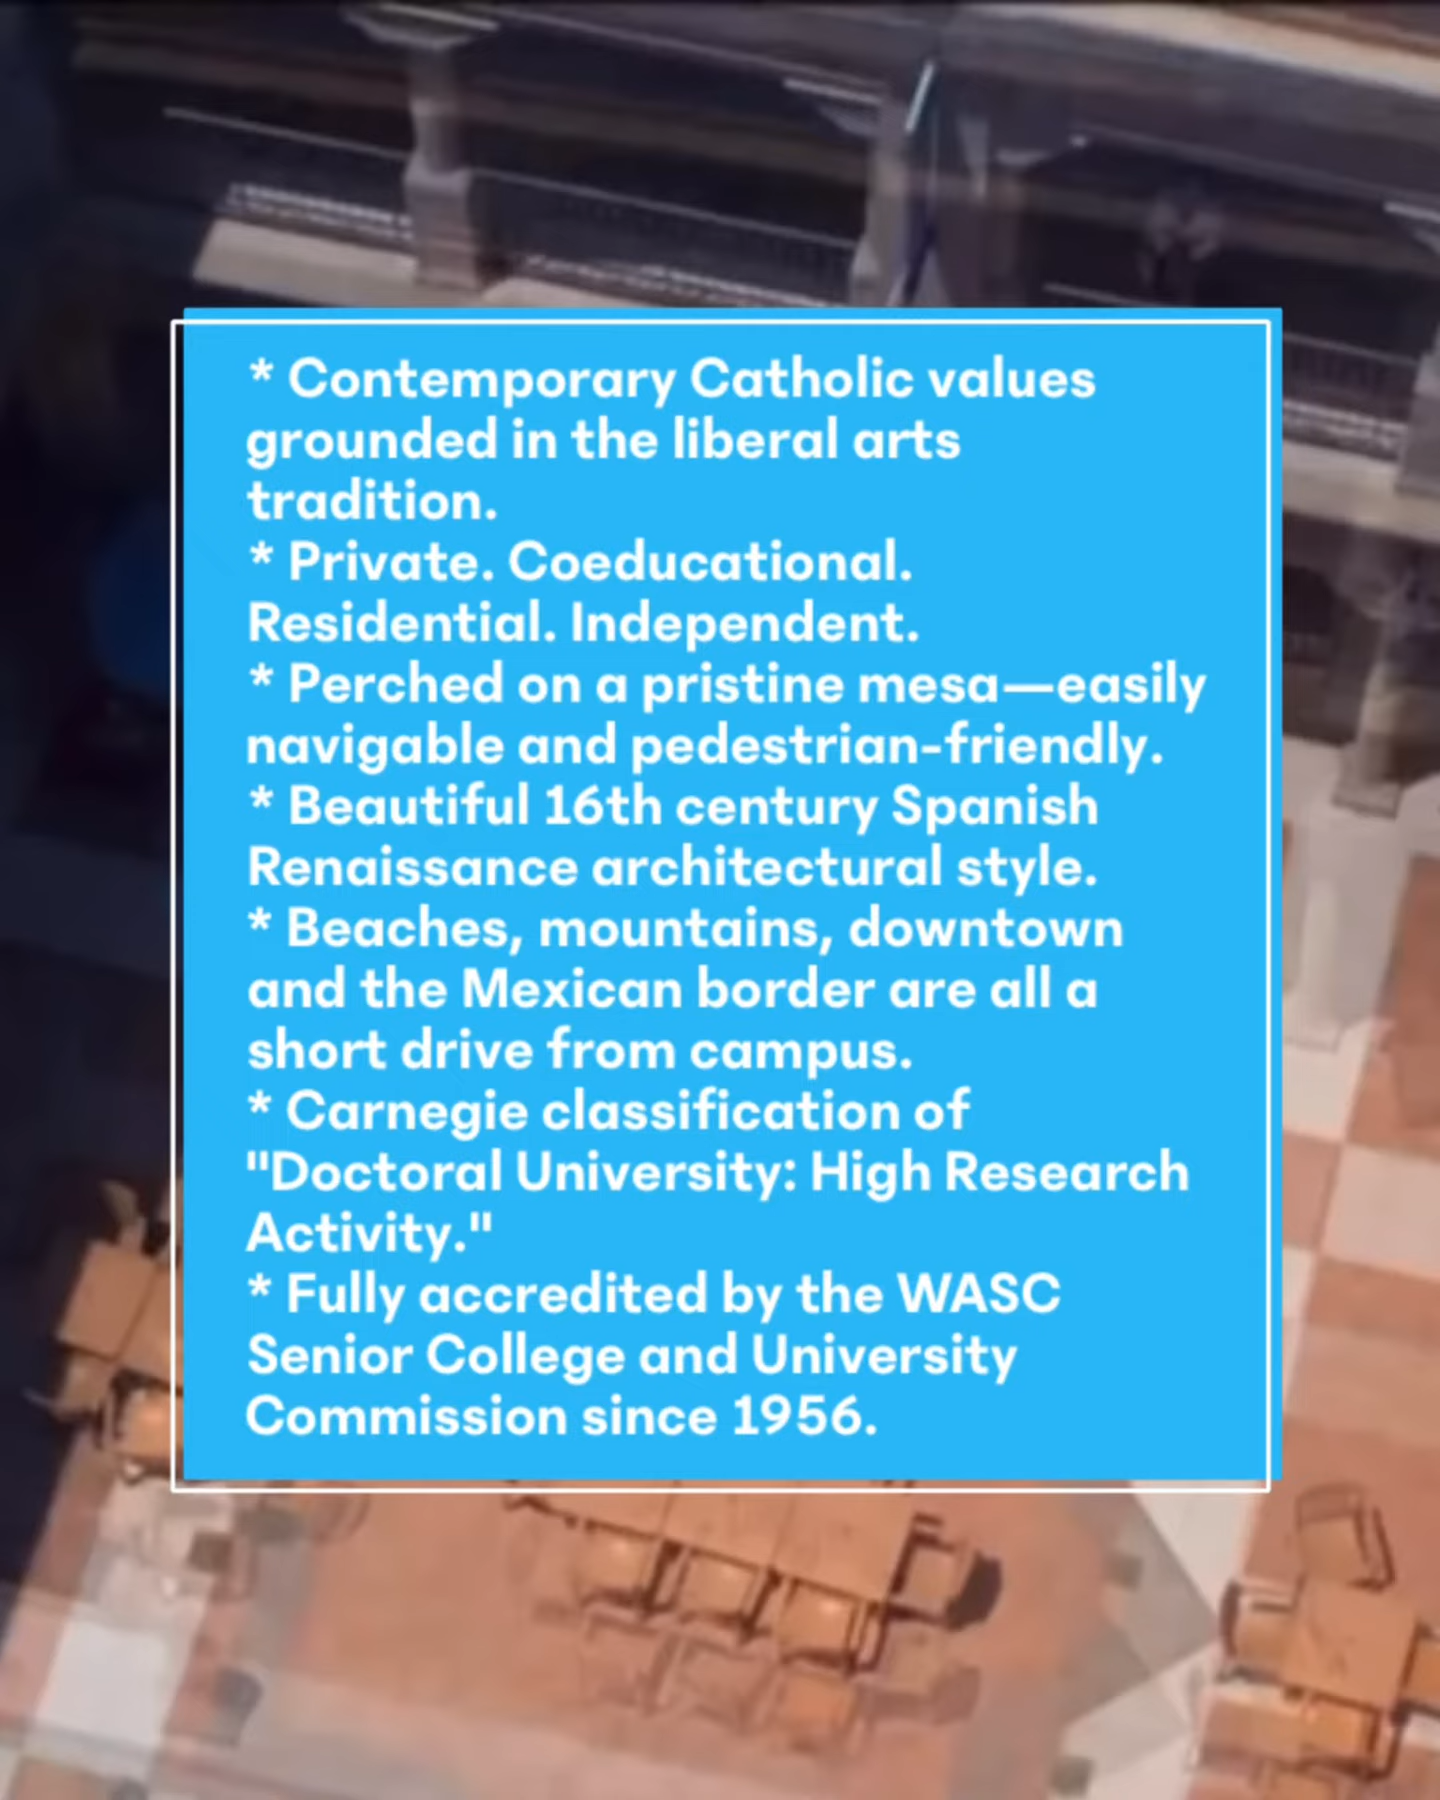 * Contemporary Catholic values
grounded in the liberal arts
tradition.
* Private. Coeducational.
Residential. Independent.
* Perched on a pristine mesa—easily
navigable and pedestrian-friendly.
* Beautiful 16th century Spanish
Renaissance architectural style.
* Beaches, mountains, downtown
and the Mexican border are all a
short drive from campus.
* Carnegie classification of
"Doctoral University: High Research
Activity."
* Fully accredited by the WASC
Senior College and University
Commission since 1956.